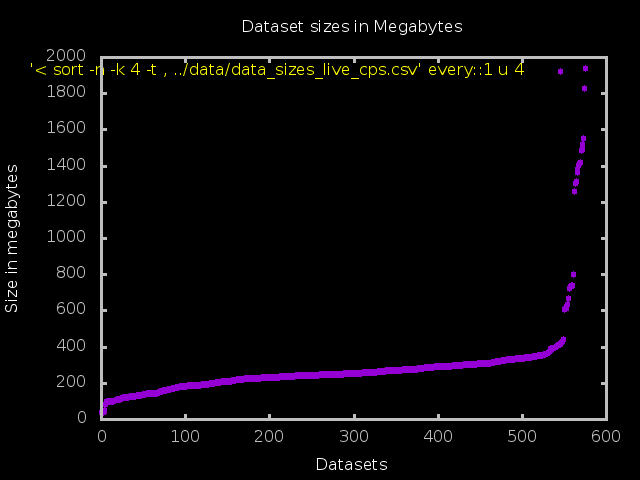 Dataset sizes in Megabytes
2000
'< sort -n -k 4 -t , ../data/data_sizes_live_cps.csv' every::1 u 4
1800
1600
1400
1200
1000
800
600
400
200
0
Size in megabytes
0 100 200 300 400 500 600
Datasets